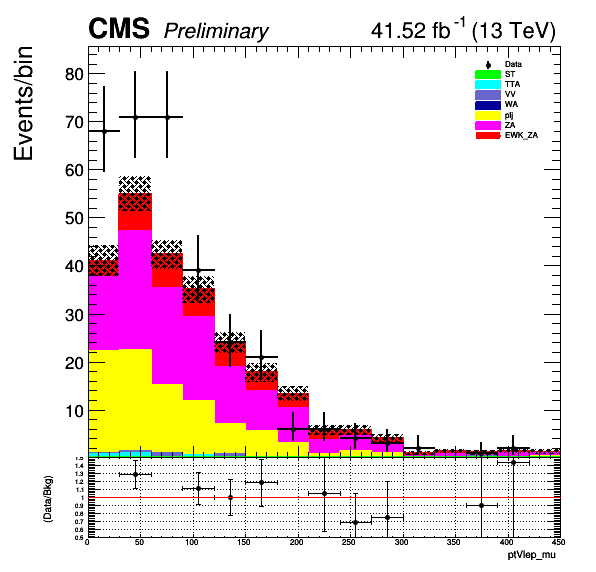 CMS Preliminary 41.52 fb⁻¹ (13 TeV)
Events/bin
80
70
60
50
40
30
20
10
Data
ST
TTA
VV
WA
plj
ZA
EWK_ZA
(Data/Bkg)
1.5
1.4
1.3
1.2
1.1
1
0.9
0.8
0.7
0.6
0.5
0 50 100 150 200 250 300 350 400 450
ptVlep_mu